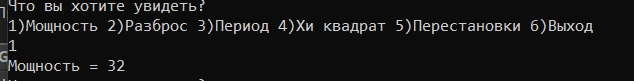 Что вы хотите увидеть?
1)Мощность 2)Разброс 3)Период 4)Хи квадрат 5)Перестановки 6)Выход
1
Мощность = 32